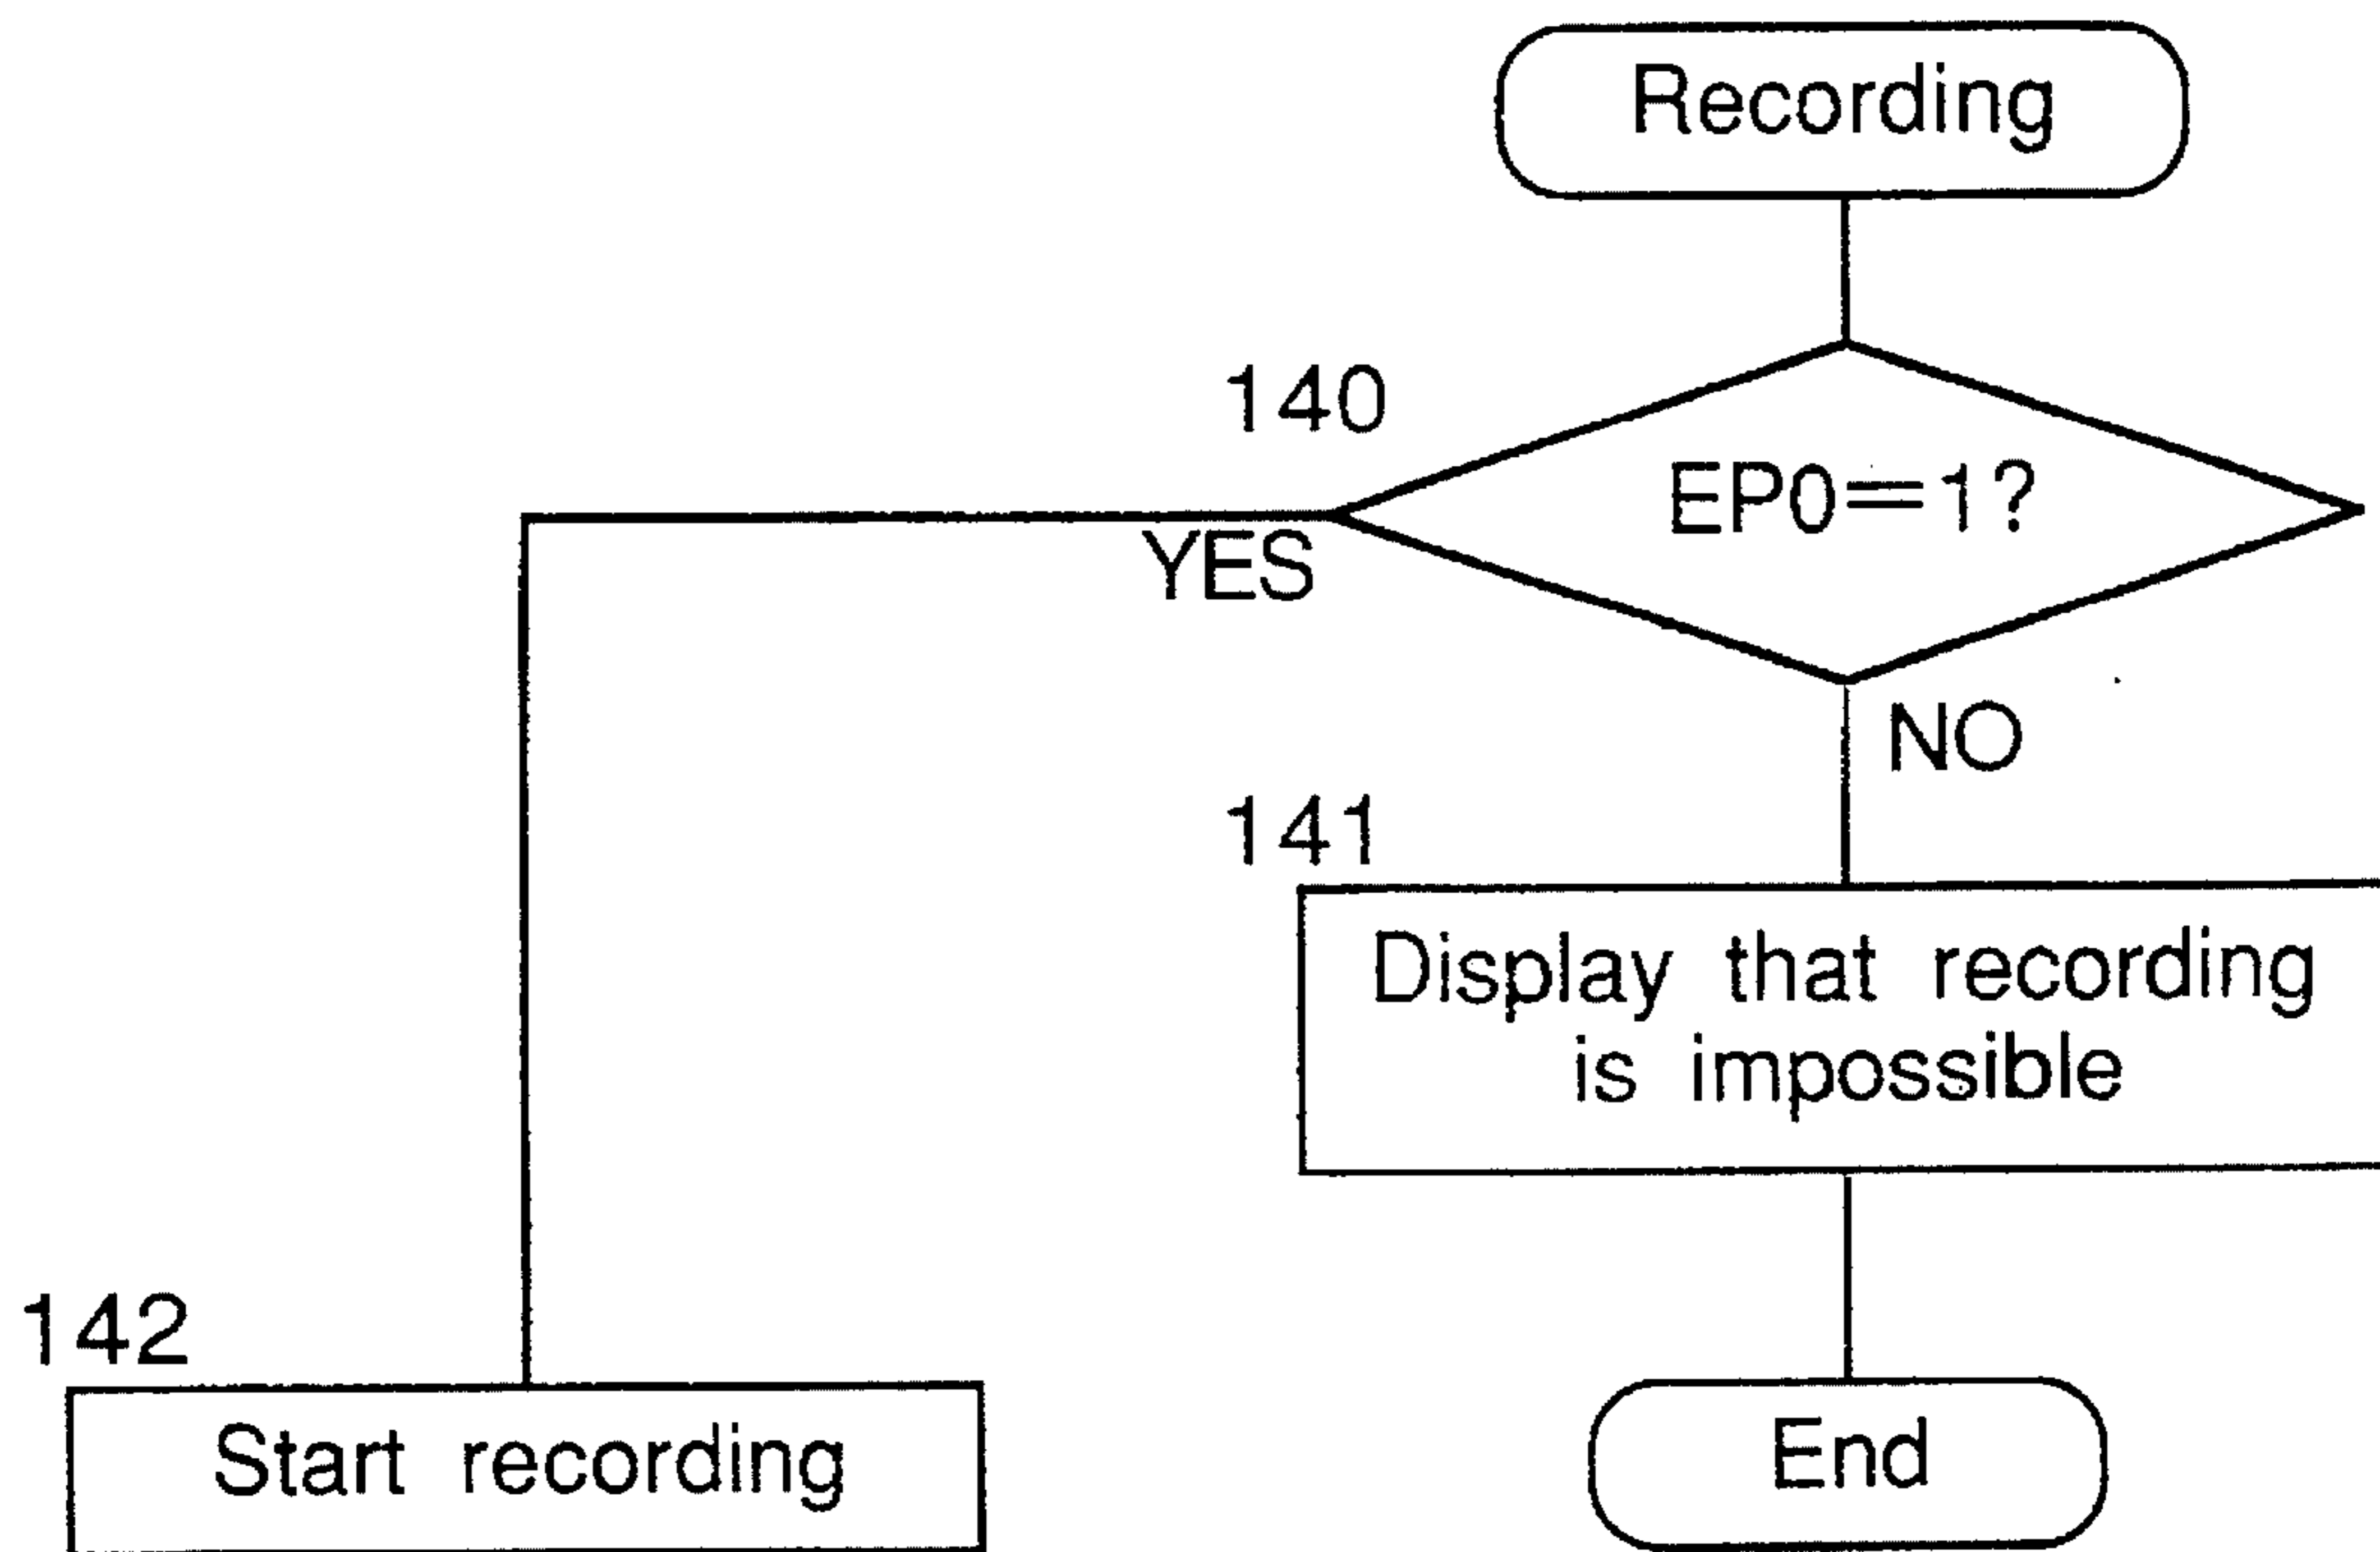 Recording
140
EP0=1?
YES
NO
141
Display that recording
is impossible
142
Start recording
End